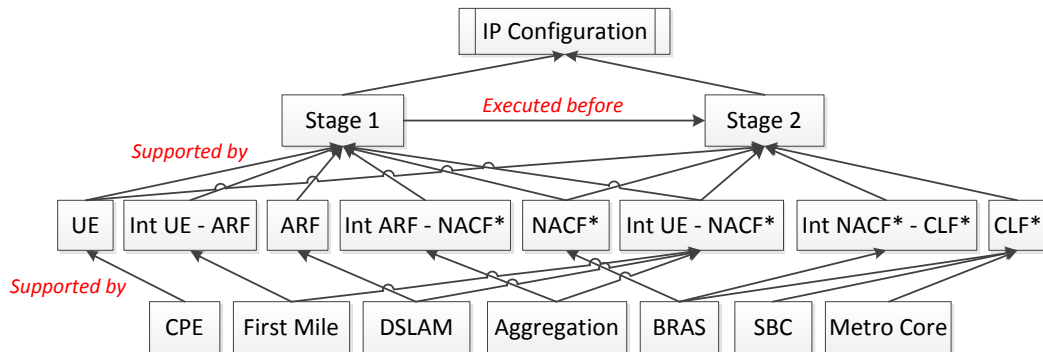 IP Configuration
Executed before
Stage 1
Stage 2
Supported by
UE
Int UE - ARF
ARF
Int ARF - NACF*
NACF*
Int UE - NACF*
Int NACF* - CLF*
CLF*
Supported by
CPE
First Mile
DSLAM
Aggregation
BRAS
SBC
Metro Core